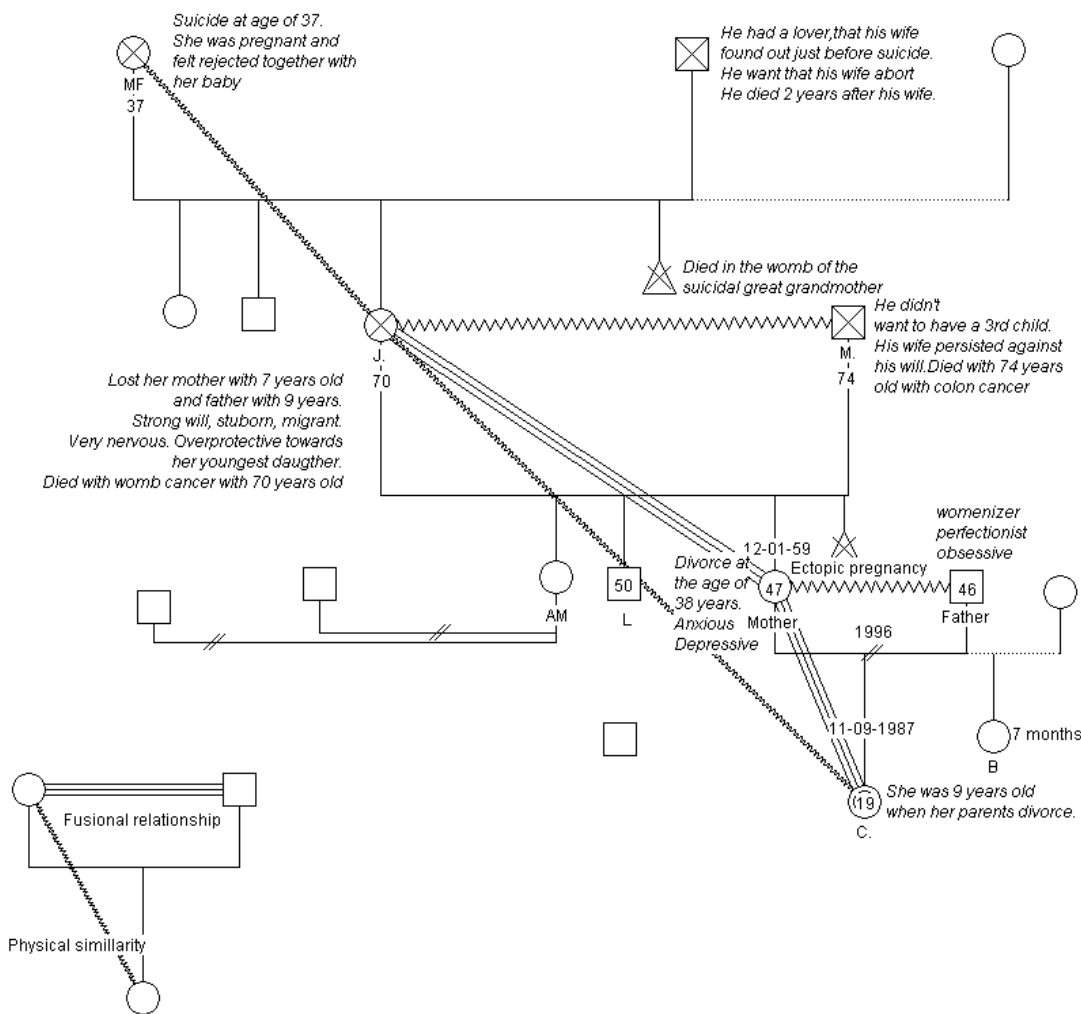 Suicide at age of 37.
She was pregnant and
felt rejected together with
her baby
He had a lover,that his wife
found out just before suicide.
He want that his wife abort
He died 2 years after his wife.
MF
37
Died in the womb of the
suicidal great grandmother
He didn't
want to have a 3rd child.
His wife persisted against
his will.Died with 74 years
old with colon cancer
J.
70
M.
74
Lost her mother with 7 years old
and father with 9 years.
Strong will, stuborn, migrant.
Very nervous. Overprotective towards
her youngest daugther.
Died with womb cancer with 70 years old
womenizer
perfectionist
obsessive
12-01-59
Ectopic pregnancy
Divorce at
the age of
38 years.
Anxious
Depressive
50
47
46
AM
L
Mother
Father
1996
11-09-1987
7 months
B
19
She was 9 years old
when her parents divorce.
C.
Fusional relationship
Physical simillarity